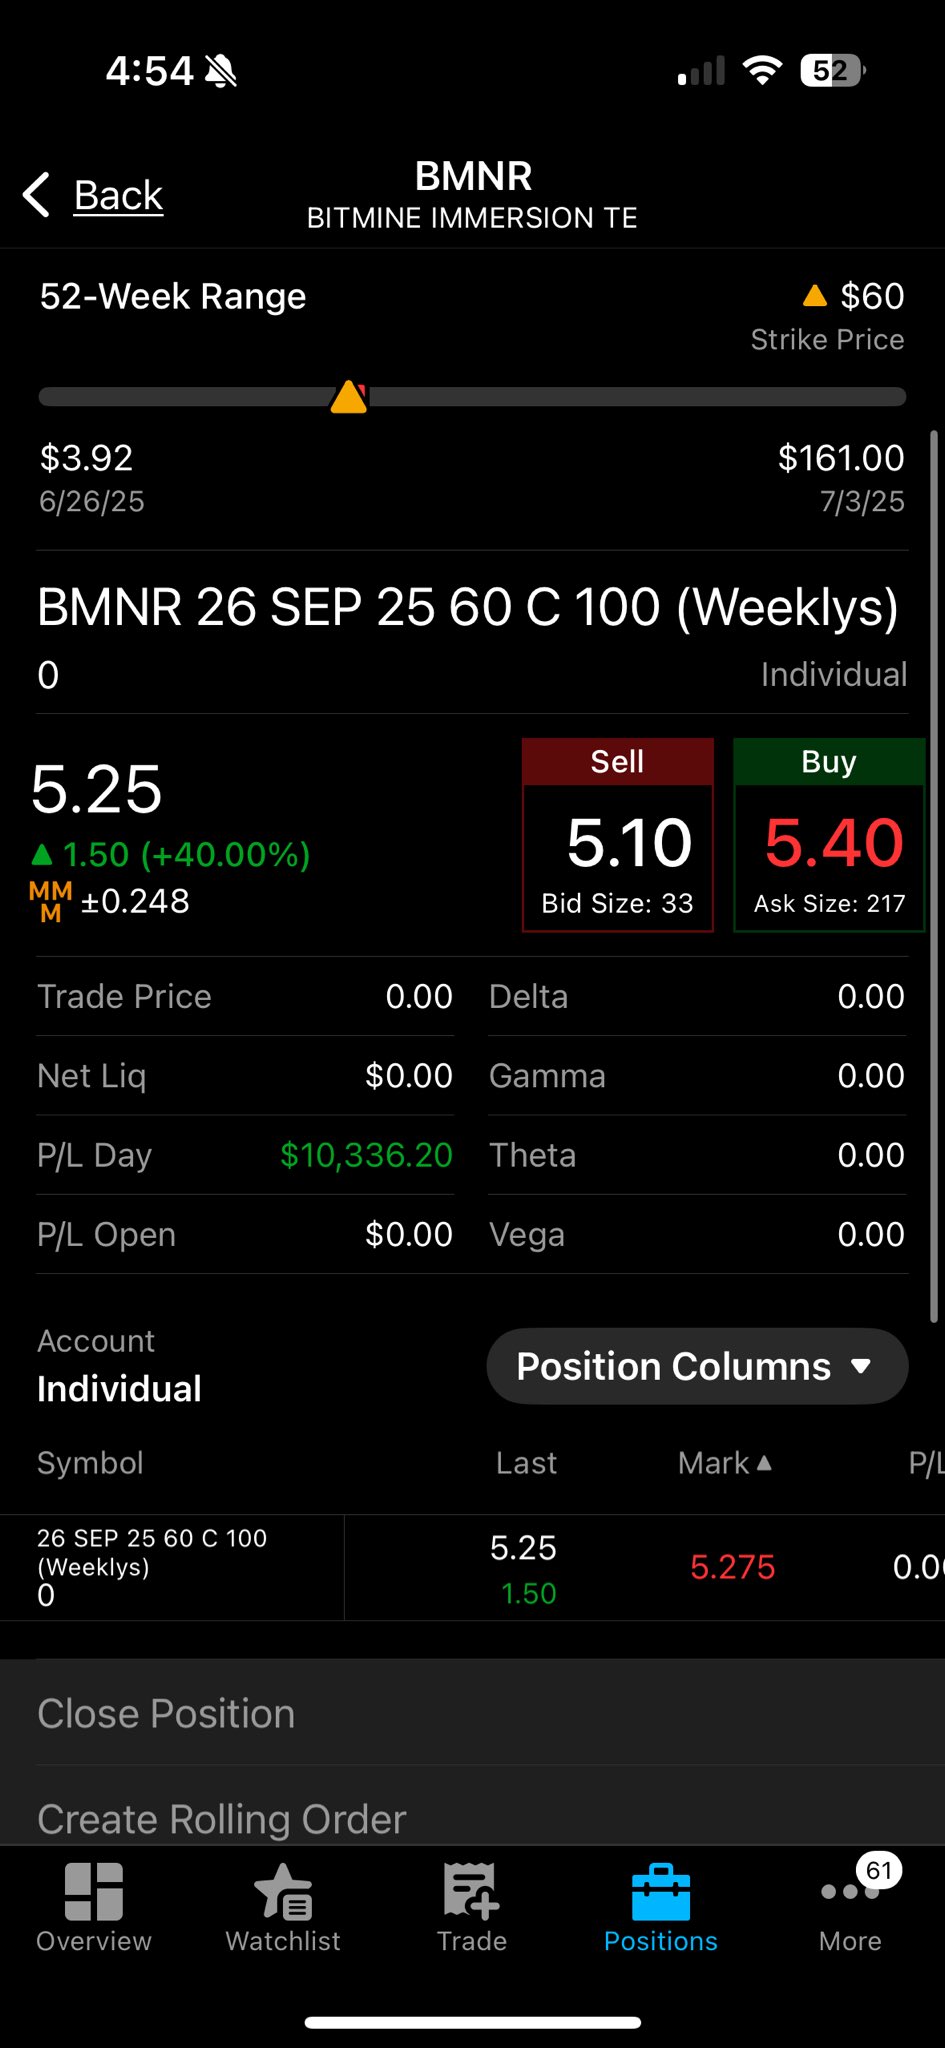 4:54
52
Back
BMNR
BITMINE IMMERSION TE
52-Week Range
$60
Strike Price
$3.92
$161.00
6/26/25
7/3/25
BMNR 26 SEP 25 60 C 100 (Weeklys)
0
Individual
5.25
1.50 (+40.00%)
MM
M
±0.248
Sell
5.10
Bid Size: 33
Buy
5.40
Ask Size: 217
Trade Price 0.00
Delta 0.00
Net Liq $0.00
Gamma 0.00
P/L Day $10,336.20
Theta 0.00
P/L Open $0.00
Vega 0.00
Account
Individual
Position Columns
Symbol Last Mark P/L
26 SEP 25 60 C 100
(Weeklys)
0
5.25
1.50
5.275
0.00
Close Position
Create Rolling Order
61
Overview Watchlist Trade Positions More